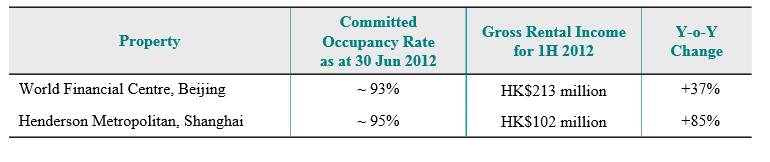 Property
Committed
Occupancy Rate
as at 30 Jun 2012
Gross Rental Income
for 1H 2012
Y-o-Y
Change
World Financial Centre, Beijing ~ 93% HK$213 million +37%
Henderson Metropolitan, Shanghai ~ 95% HK$102 million +85%